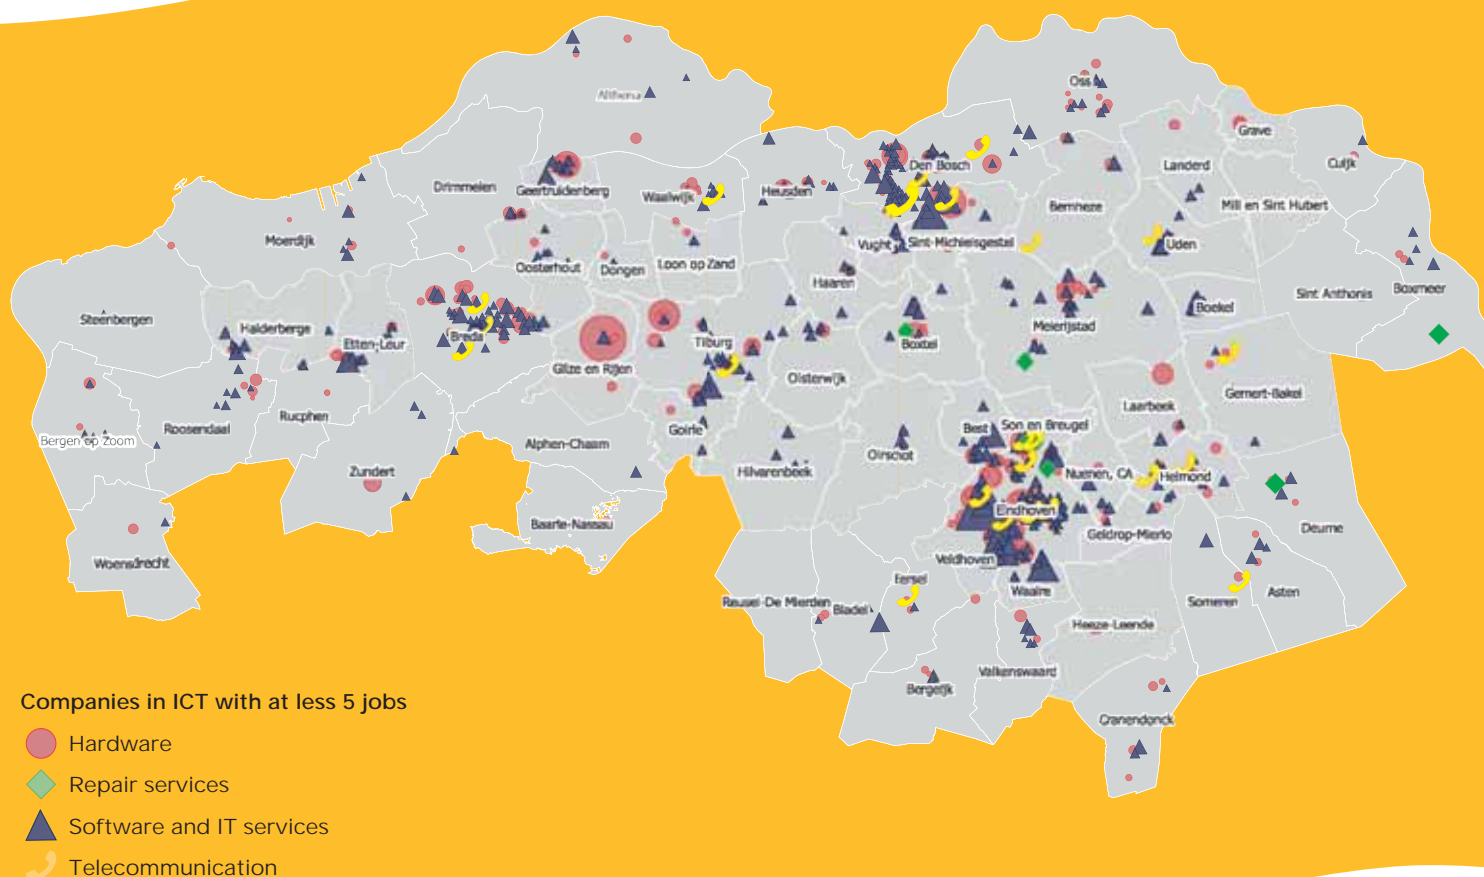 Oss
Altena
Grave
Den Bosch
Cuijk
Landerd
Drimmelen
Geertruidenberg
Heusden
Waalwijk
Mill en Sint Hubert
Bernheze
Moerdijk
Vught
Sint-Michielsgestel
Uden
Oosterhout
Dongen
Loon op Zand
Haaren
Boxmeer
Sint Anthonis
Boekel
Steenbergen
Halderberge
Meierijstad
Etten-Leur
Breda
Tilburg
Boxtel
Gilze en Rijen
Oisterwijk
Gemert-Bakel
Laarbeek
Rucphen
Roosendaal
Goirle
Best
Son en Breugel
Bergen op Zoom
Alphen-Chaam
Oirschot
Zundert
Hilvarenbeek
Nuenen, CA
Helmond
Eindhoven
Baarle-Nassau
Deurne
Geldrop-Mierlo
Woensdrecht
Veldhoven
Eersel
Waalre
Asten
Reusel-De Mierden
Bladel
Someren
Heeze-Leende
Valkenswaard
Bergeijk
Cranendonck
Companies in ICT with at less 5 jobs
Hardware
Repair services
Software and IT services
Telecommunication